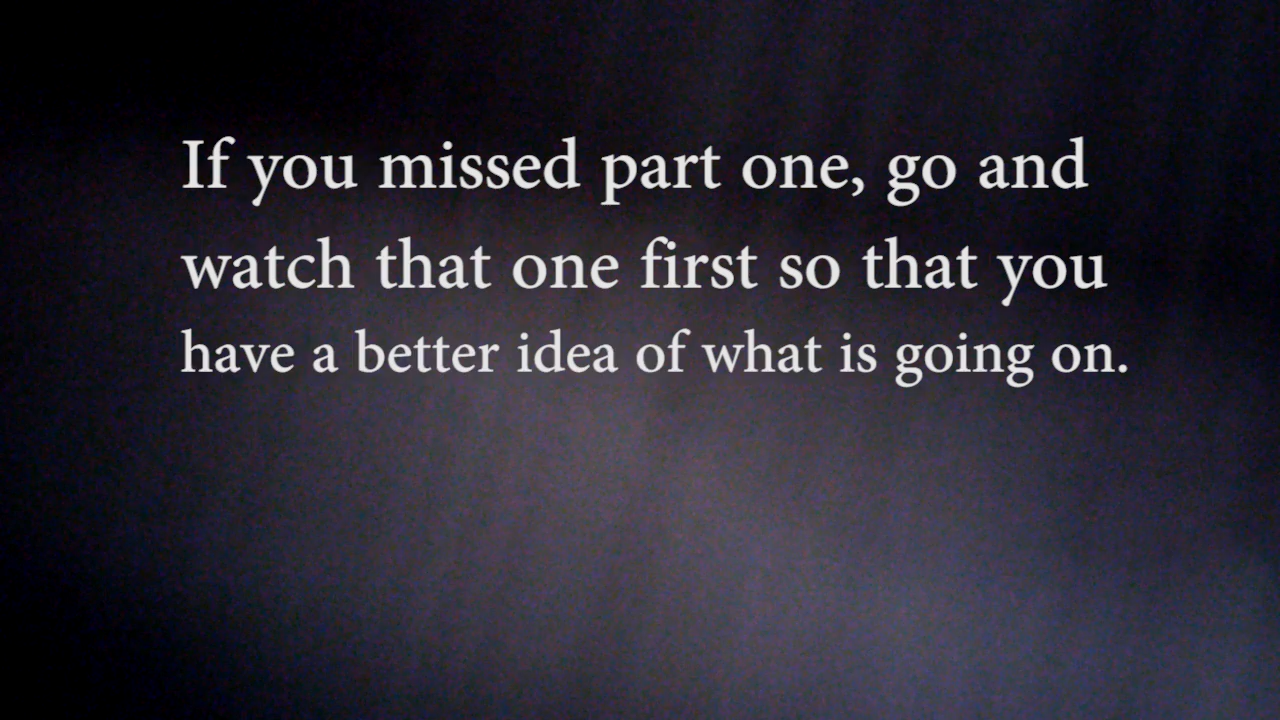 If you missed part one, go and
watch that one first so that you
have a better idea of what is going on.